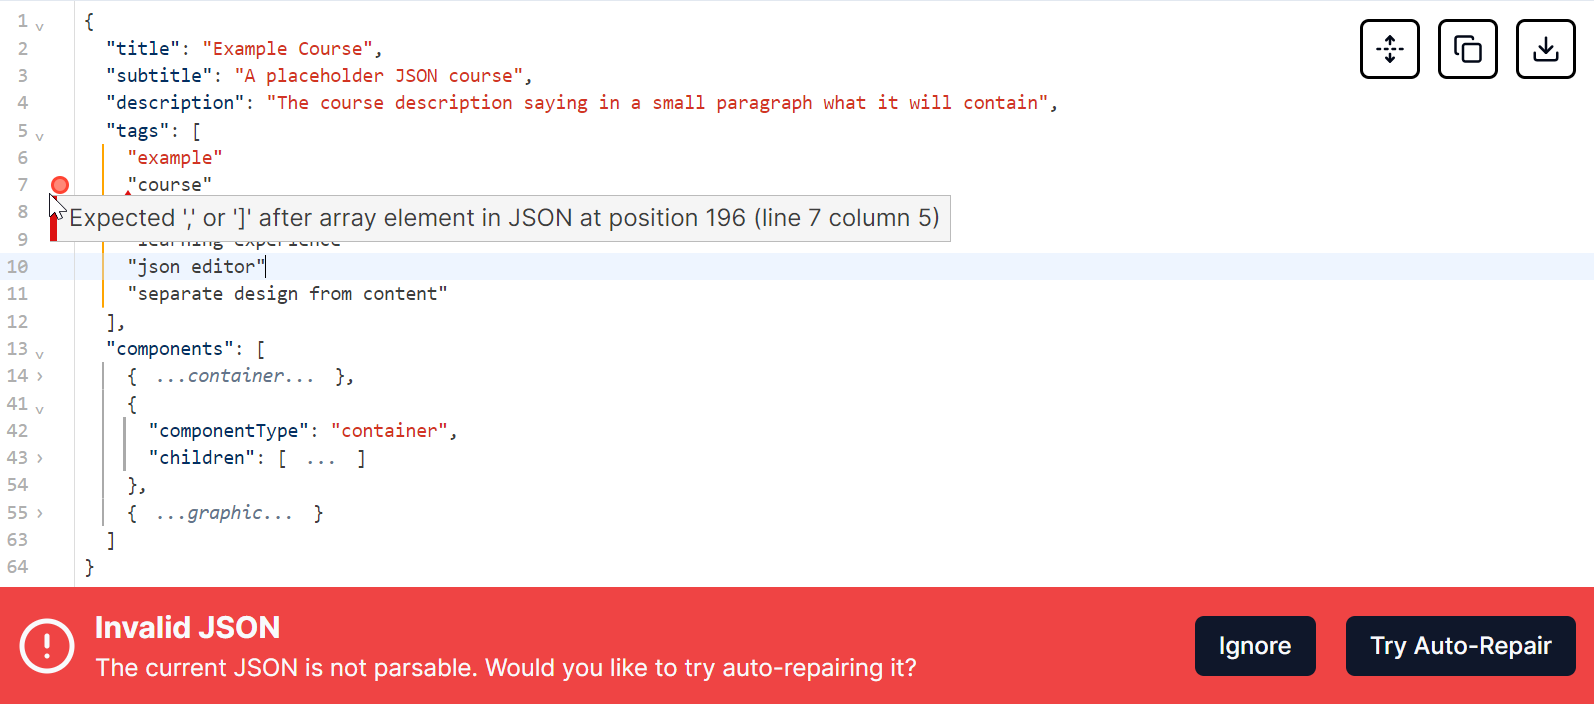 1 {
2 "title": "Example Course",
3 "subtitle": "A placeholder JSON course",
4 "description": "The course description saying in a small paragraph what it will contain",
5 "tags": [
6 "example"
7 "course"
8 Expected ',' or ']' after array element in JSON at position 196 (line 7 column 5)
9 "learning experience"
10 "json editor"
11 "separate design from content"
12 ],
13 "components": [
14 { ...container... },
41 {
42 "componentType": "container",
43 "children": [ ... ]
54 },
55 { ...graphic... }
63 ]
64 }
Invalid JSON
The current JSON is not parsable. Would you like to try auto-repairing it?
Ignore
Try Auto-Repair